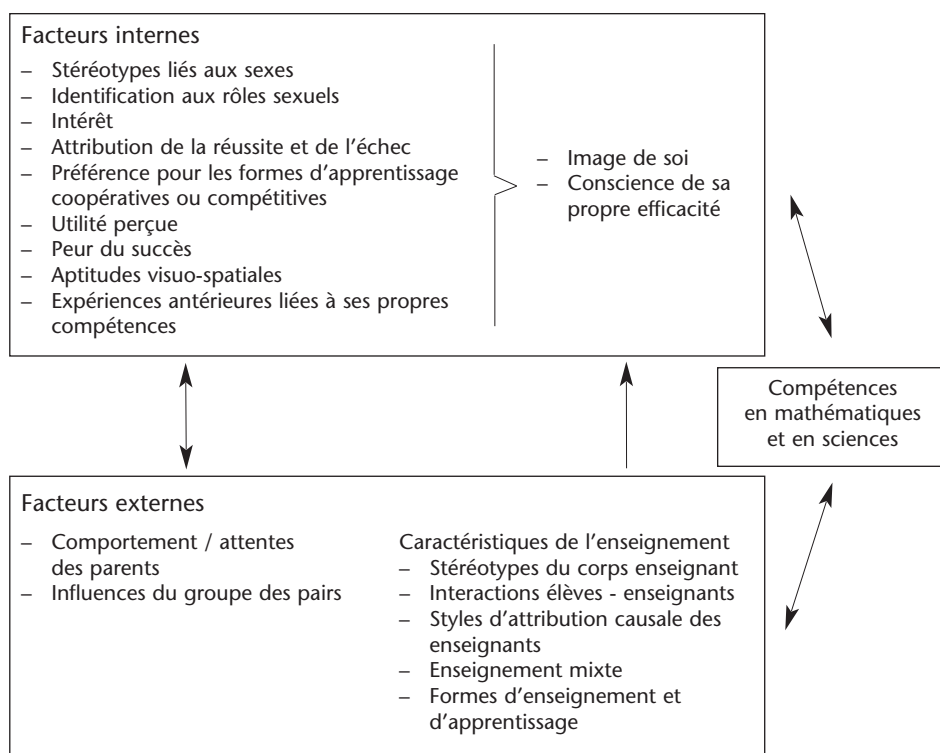 Facteurs internes
– Stéréotypes liés aux sexes
– Identification aux rôles sexuels
– Intérêt
– Attribution de la réussite et de l'échec
– Préférence pour les formes d'apprentissage
coopératives ou compétitives
– Utilité perçue
– Peur du succès
– Aptitudes visuo-spatiales
– Expériences antérieures liées à ses propres
compétences
– Image de soi
– Conscience de sa
propre efficacité
Compétences
en mathématiques
et en sciences
Facteurs externes
– Comportement / attentes
des parents
– Influences du groupe des pairs
Caractéristiques de l'enseignement
– Stéréotypes du corps enseignant
– Interactions élèves - enseignants
– Styles d'attribution causale des
enseignants
– Enseignement mixte
– Formes d'enseignement et
d'apprentissage